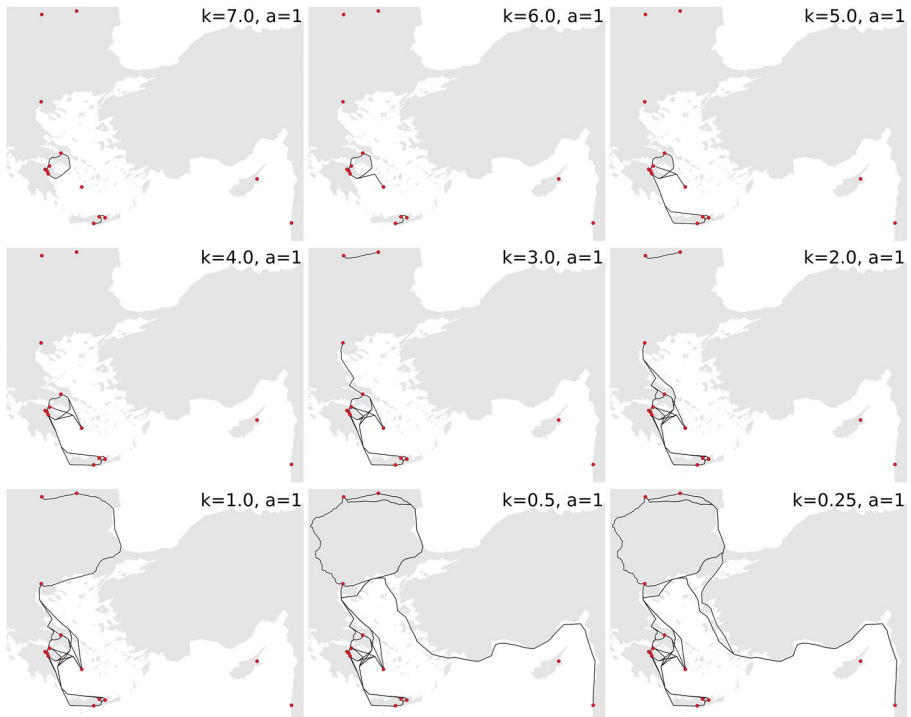 k=7.0, a=1
k=6.0, a=1
k=5.0, a=1
k=4.0, a=1
k=3.0, a=1
k=2.0, a=1
k=1.0, a=1
k=0.5, a=1
k=0.25, a=1